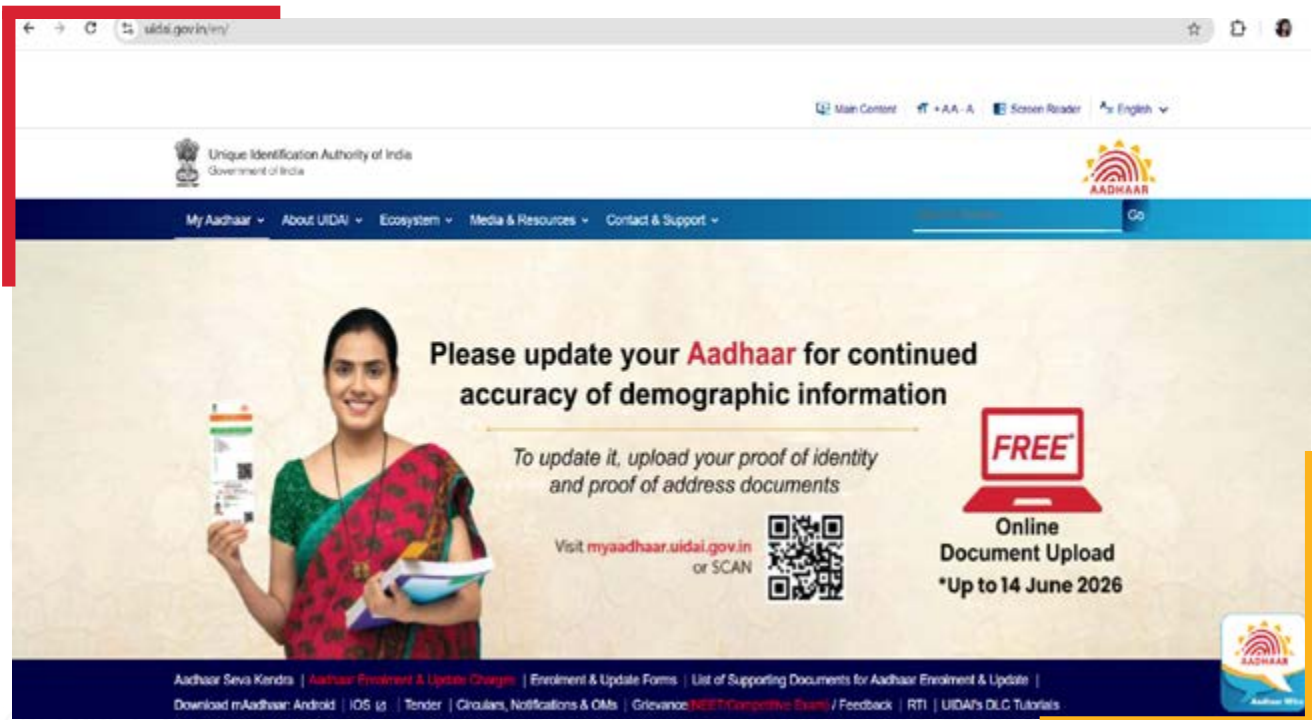 uidai.gov.in/en/
Main Content
+AA-A
Screen Reader
English
Unique Identification Authority of India
Government of India
AADHAAR
My Aadhaar
About UIDAI
Ecosystem
Media & Resources
Contact & Support
Go
Please update your Aadhaar for continued
accuracy of demographic information
To update it, upload your proof of identity
and proof of address documents
Visit myaadhaar.uidai.gov.in
or SCAN
FREE*
Online
Document Upload
*Up to 14 June 2026
AADHAAR
Aadhaar Seva Kendra | Aadhaar Enrolment & Update Charges | Enrolment & Update Forms | List of Supporting Documents for Aadhaar Enrolment & Update |
Download mAadhaar: Android | IOS | Tender | Circulars, Notifications & OMs | Grievance(NEET/Competitive Exam) / Feedback | RTI | UIDAI's DLC Tutorials